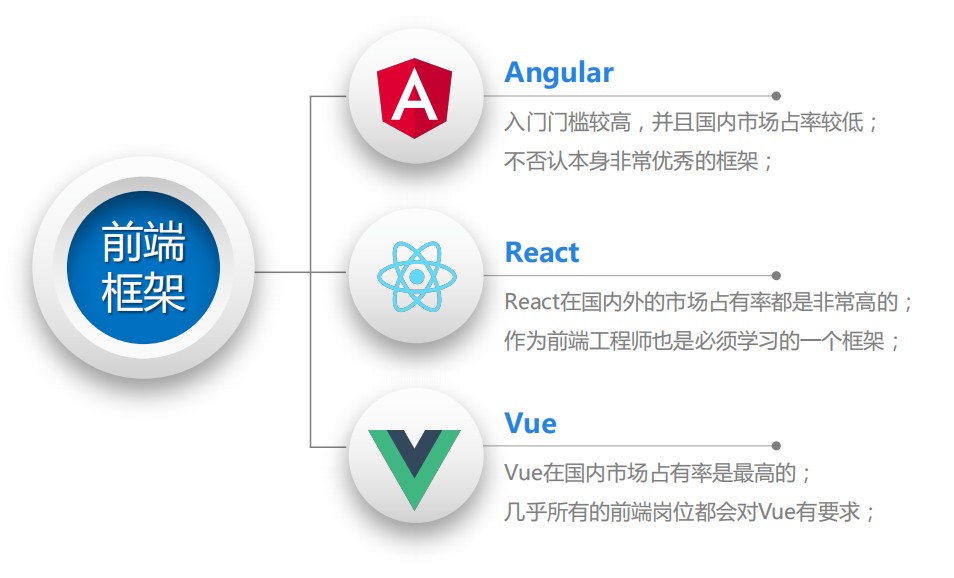 前端
框架
Angular
入门门槛较高，并且国内市场占率较低；
不否认本身非常优秀的框架；
React
React在国内外的市场占有率都是非常高的；
作为前端工程师也是必须学习的一个框架；
Vue
Vue在国内市场占有率是最高的；
几乎所有的前端岗位都会对Vue有要求；